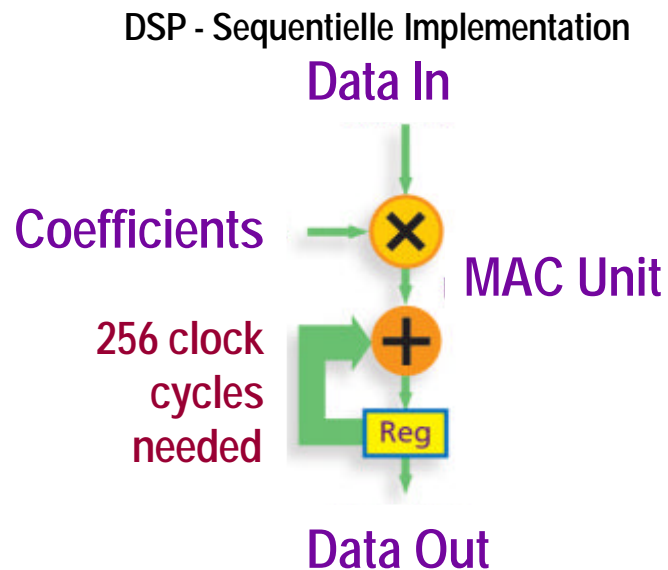 DSP - Sequentielle Implementation
Data In
Coefficients
MAC Unit
256 clock
cycles
needed
Reg
Data Out